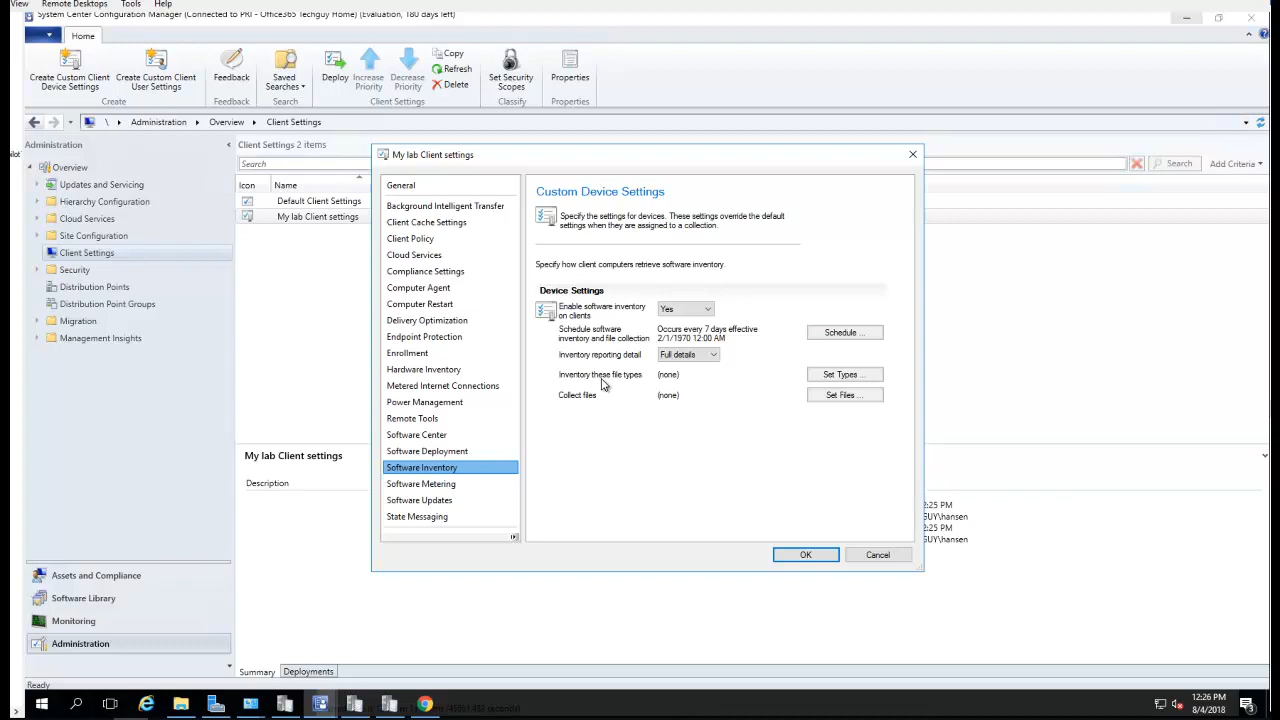 View Remote Desktops Tools Help
System Center Configuration Manager (Connected to PRI - Office365 Techguy Home) (Evaluation, 180 days left)
Home
Create Custom Client Device Settings
Create Custom Client User Settings
Create
Feedback
Feedback
Saved Searches
Search
Deploy
Increase Priority
Decrease Priority
Copy
Refresh
Delete
Client Settings
Set Security Scopes
Classify
Properties
Properties
\ Administration Overview Client Settings
Administration
Overview
Updates and Servicing
Hierarchy Configuration
Cloud Services
Site Configuration
Client Settings
Security
Distribution Points
Distribution Point Groups
Migration
Management Insights
Assets and Compliance
Software Library
Monitoring
Administration
Client Settings 2 items
Search
Search
Add Criteria
Icon Name
Default Client Settings
My lab Client settings
My lab Client settings
General
Background Intelligent Transfer
Client Cache Settings
Client Policy
Cloud Services
Compliance Settings
Computer Agent
Computer Restart
Delivery Optimization
Endpoint Protection
Enrollment
Hardware Inventory
Metered Internet Connections
Power Management
Remote Tools
Software Center
Software Deployment
Software Inventory
Software Metering
Software Updates
State Messaging
Custom Device Settings
Specify the settings for devices. These settings override the default
settings when they are assigned to a collection.
Specify how client computers retrieve software inventory.
Device Settings
Enable software inventory on clients
Yes
Schedule software inventory and file collection
Occurs every 7 days effective 2/1/1970 12:00 AM
Schedule ...
Inventory reporting detail
Full details
Inventory these file types
(none)
Set Types ...
Collect files
(none)
Set Files ...
OK
Cancel
My lab Client settings
Description
2:25 PM
GUY\hansen
2:25 PM
GUY\hansen
Summary Deployments
Ready
12:26 PM
8/4/2018